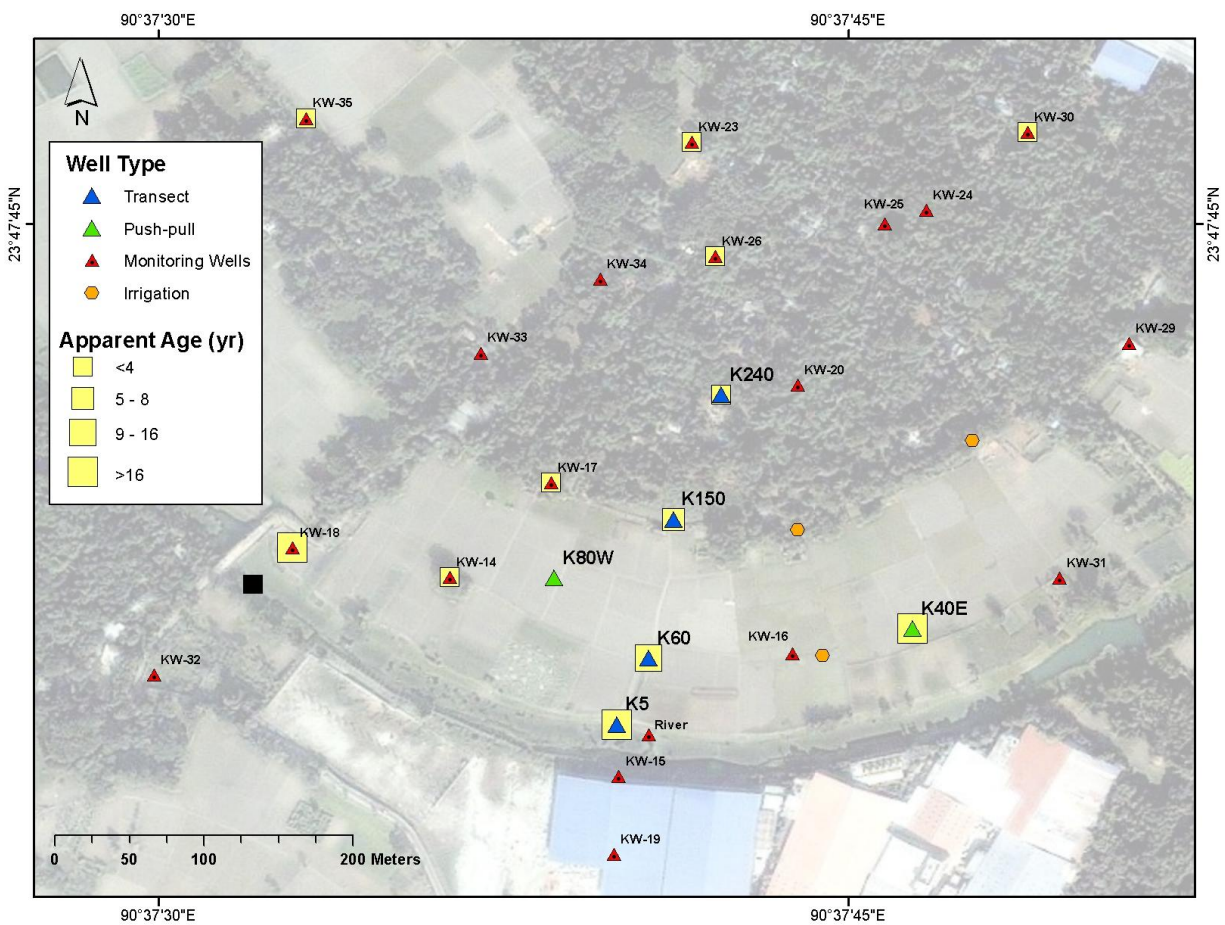 90°37'30"E
90°37'45"E
KW-35
KW-23
KW-30
N
Well Type
Transect
Push-pull
Monitoring Wells
Irrigation
Apparent Age (yr)
<4
5 - 8
9 - 16
>16
23°47'45"N
23°47'45"N
KW-24
KW-25
KW-26
KW-34
KW-29
KW-33
K240
KW-20
KW-17
K150
KW-18
KW-14
K80W
KW-31
K40E
K60
KW-16
KW-32
K5
River
KW-15
KW-19
0 50 100 200 Meters
90°37'30"E
90°37'45"E